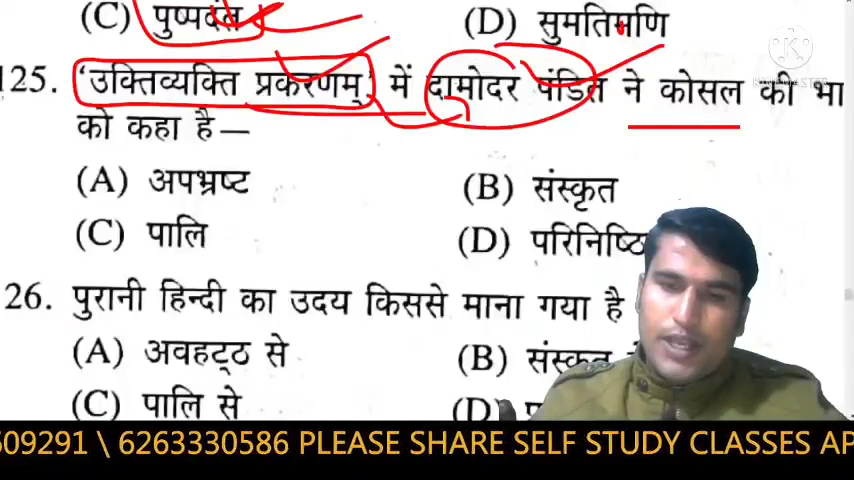 (C) पुष्पदंत (D) सुमतिमणि
125. ‘उक्तिव्यक्ति प्रकरणम्’ में दामोदर पंडित ने कोसल की भा
को कहा है—
(A) अपभ्रष्ट (B) संस्कृत
(C) पालि (D) परिनिष्ठि
26. पुरानी हिन्दी का उदय किससे माना गया है
(A) अवहट्ठ से (B) संस्कृत
(C) पालि से (D)
KINEMASTER
509291 \ 6263330586 PLEASE SHARE SELF STUDY CLASSES AP